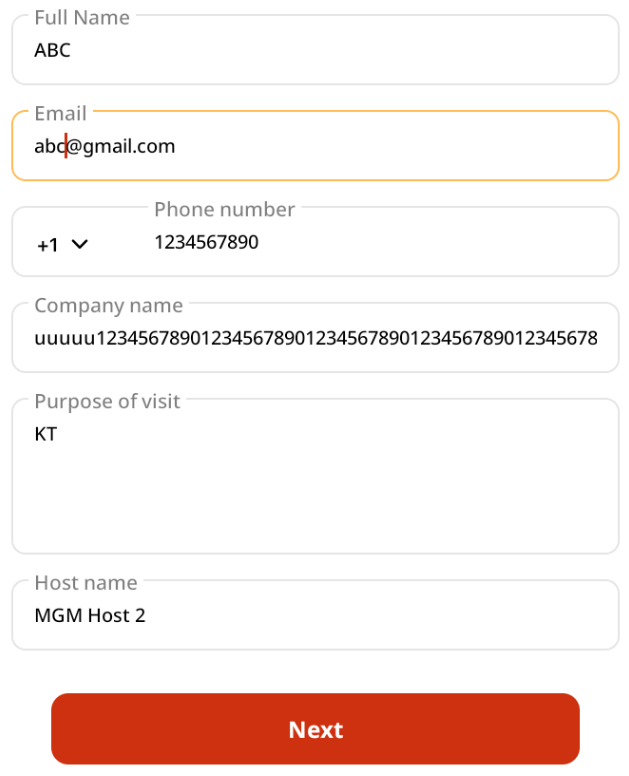 Full Name
ABC
Email
abc@gmail.com
Phone number
+1 1234567890
Company name
uuuuu123456789012345678901234567890123456789012345678
Purpose of visit
KT
Host name
MGM Host 2
Next